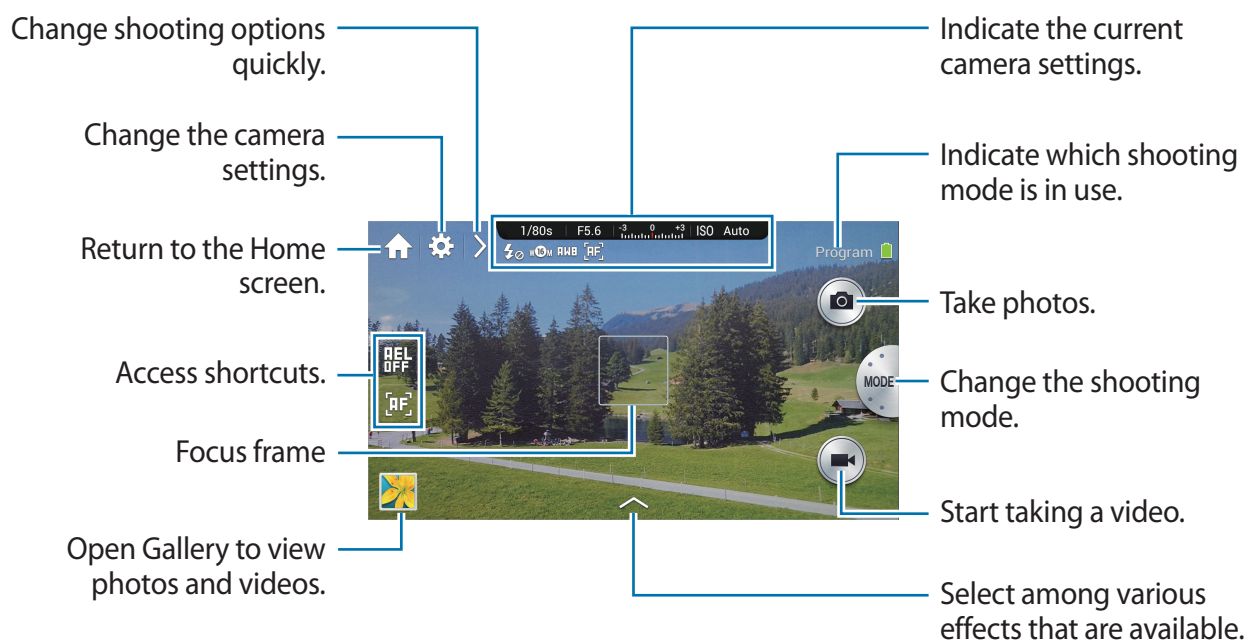 Change shooting options
quickly.
Change the camera
settings.
Return to the Home
screen.
Access shortcuts.
Focus frame
Open Gallery to view
photos and videos.
1/80s F5.6 -3 0 +3 ISO Auto
16M AWB [AF]
Program
AEL
OFF
[AF]
MODE
Indicate the current
camera settings.
Indicate which shooting
mode is in use.
Take photos.
Change the shooting
mode.
Start taking a video.
Select among various
effects that are available.